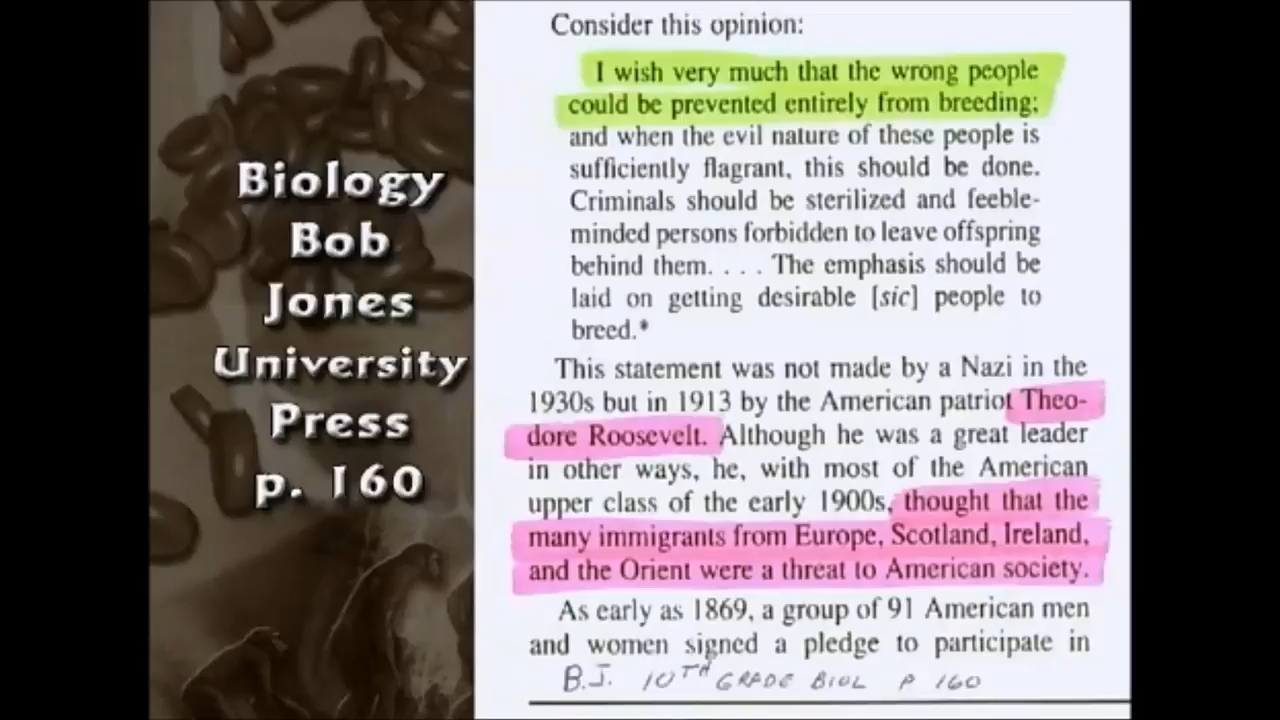 Biology
Bob
Jones
University
Press
p. 160
Consider this opinion:
I wish very much that the wrong people
could be prevented entirely from breeding;
and when the evil nature of these people is
sufficiently flagrant, this should be done.
Criminals should be sterilized and feeble-
minded persons forbidden to leave offspring
behind them. . . . The emphasis should be
laid on getting desirable [sic] people to
breed.*
This statement was not made by a Nazi in the
1930s but in 1913 by the American patriot Theo-
dore Roosevelt. Although he was a great leader
in other ways, he, with most of the American
upper class of the early 1900s, thought that the
many immigrants from Europe, Scotland, Ireland,
and the Orient were a threat to American society.
As early as 1869, a group of 91 American men
and women signed a pledge to participate in
B.J. 10TH GRADE BIOL P 160